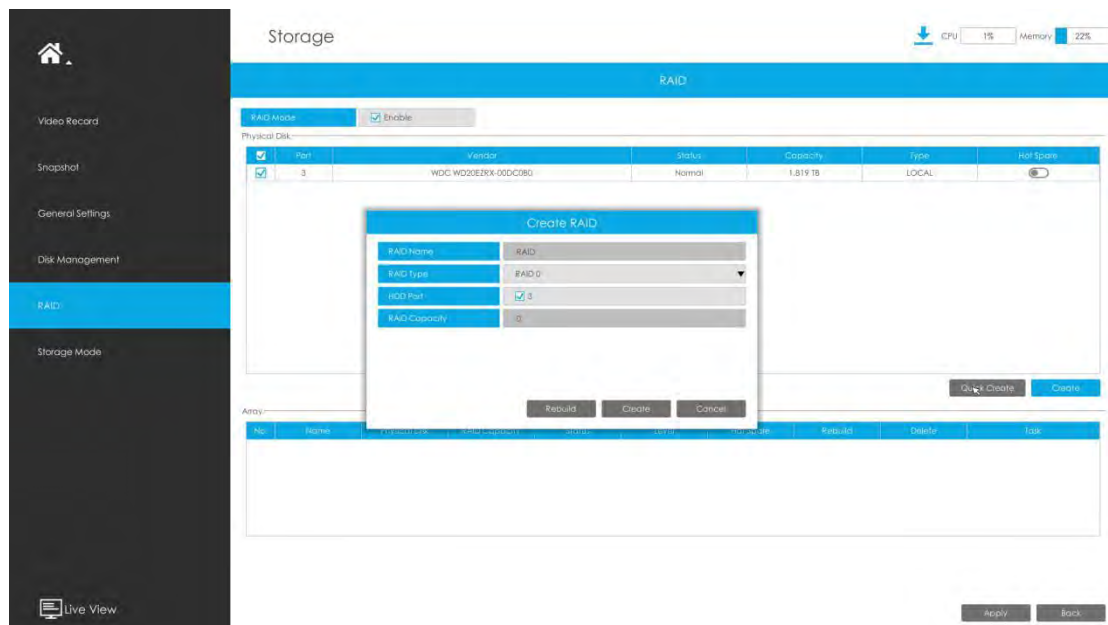 Storage
CPU 1% Memory 22%
RAID
Video Record
Snapshot
General Settings
Disk Management
RAID
Storage Mode
Live View
RAID Mode Enable
Physical Disk
Port Vendor Status Capacity Type Hot Spare
3 WDC WD20EZRX-00DC0B0 Normal 1.819 TB LOCAL
Create RAID
RAID Name RAID
RAID Type RAID 0
HDD Port 3
RAID Capacity 0
Rebuild Create Cancel
Quick Create Create
Array
No Name Physical Disk RAID Capacity Status Level Hot Spare Rebuild Delete Task
Apply Back